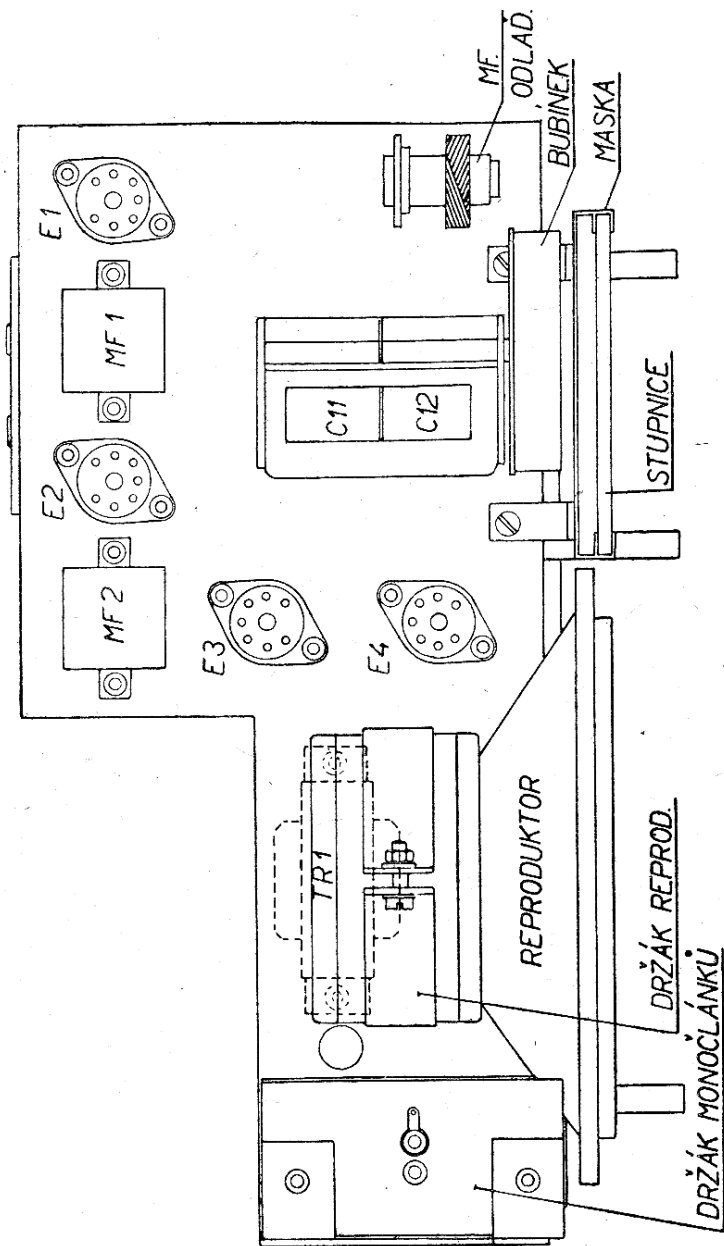 E1
MF 1
E2
MF 2
E3
E4
C11
C12
MF.
ODLAD.
BUBÍNEK
MASKA
STUPNICE
TR1
REPRODUKTOR
DRŽÁK REPROD.
DRŽÁK MONOČLÁNKŮ